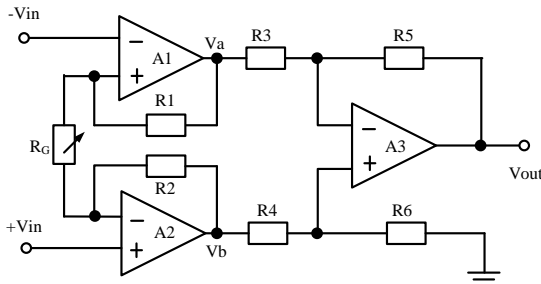 -Vin
Va
R3
R5
−
A1
+
R1
RG
−
A3
+
Vout
R2
+Vin
−
A2
+
Vb
R4
R6